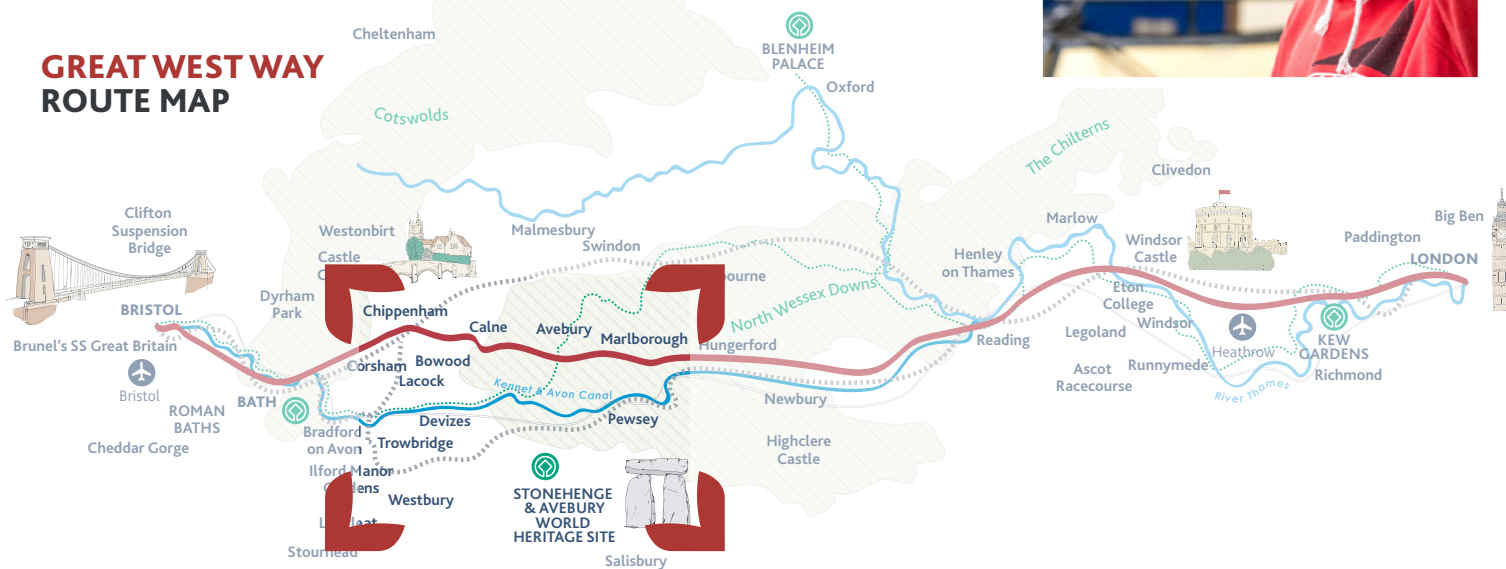 GREAT WEST WAY
ROUTE MAP
Cheltenham
BLENHEIM
PALACE
Oxford
Cotswolds
The Chilterns
Clivedon
Clifton
Suspension
Bridge
Westonbirt
Castle
Malmesbury
Swindon
Marlow
Henley
on Thames
Windsor
Castle
Big Ben
Paddington
LONDON
Dyrham
Park
BRISTOL
Brunel's SS Great Britain
Bristol
Chippenham
Calne
Avebury
Marlborough
North Wessex Downs
Hungerford
Reading
Eton
College
Windsor
Legoland
Heathrow
KEW
GARDENS
Richmond
Runnymede
Ascot
Racecourse
River Thames
Corsham
Bowood
Lacock
Kennet & Avon Canal
BATH
ROMAN
BATHS
Cheddar Gorge
Bradford
on Avon
Devizes
Pewsey
Newbury
Trowbridge
Highclere
Castle
Ilford Manor
Westbury
STONEHENGE
& AVEBURY
WORLD
HERITAGE SITE
Stourhead
Salisbury